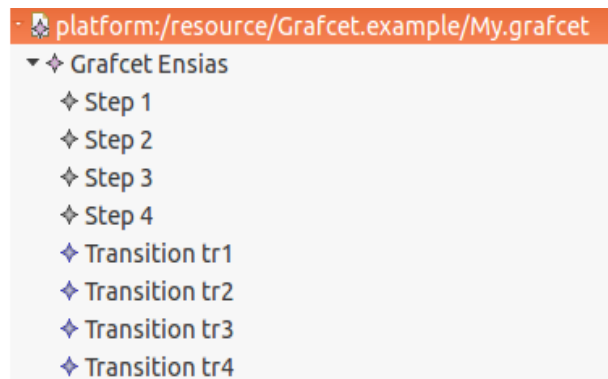 platform:/resource/Grafcet.example/My.grafcet
Grafcet Ensias
Step 1
Step 2
Step 3
Step 4
Transition tr1
Transition tr2
Transition tr3
Transition tr4